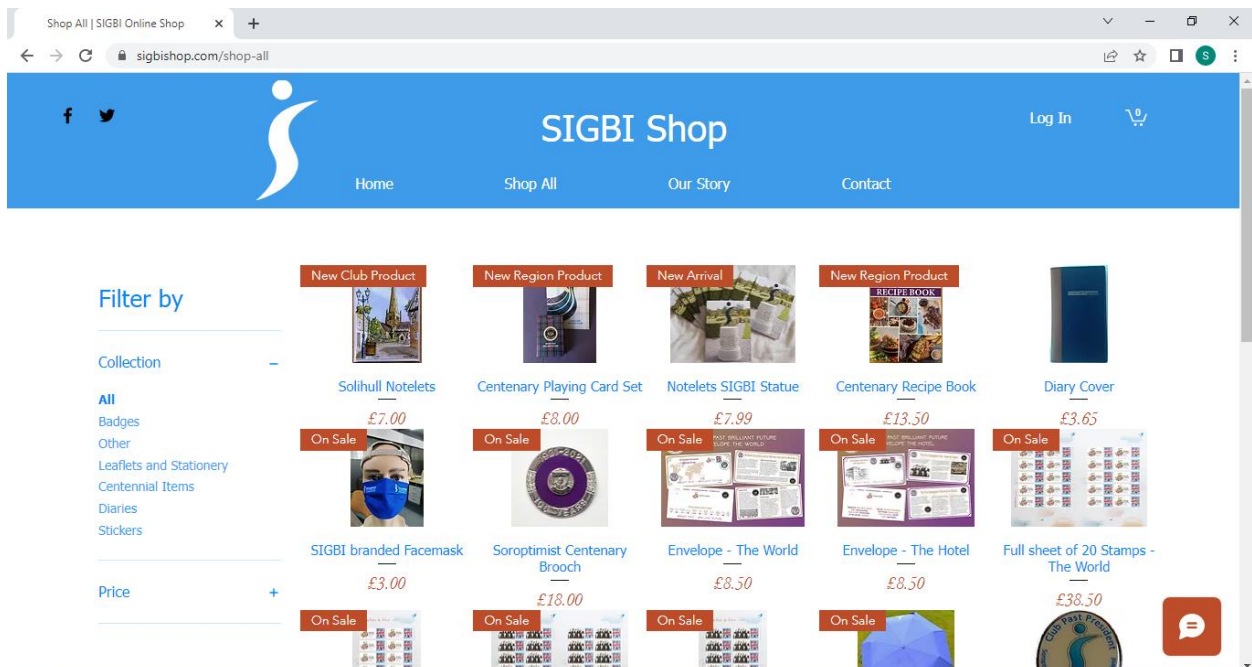 Shop All | SIGBI Online Shop
sigbishop.com/shop-all
S
SIGBI Shop
Log In
0
Home
Shop All
Our Story
Contact
Filter by
Collection
All
Badges
Other
Leaflets and Stationery
Centennial Items
Diaries
Stickers
Price
New Club Product
New Region Product
New Arrival
New Region Product
RECIPE BOOK
Solihull Notelets
Centenary Playing Card Set
Notelets SIGBI Statue
Centenary Recipe Book
Diary Cover
£7.00
£8.00
£7.99
£13.50
£3.65
On Sale
On Sale
On Sale
On Sale
On Sale
PAST BRILLIANT FUTURE
PAST BRILLIANT FUTURE
SIGBI branded Facemask
Soroptimist Centenary
Brooch
Envelope - The World
Envelope - The Hotel
Full sheet of 20 Stamps -
The World
£3.00
£18.00
£8.50
£8.50
£38.50
On Sale
On Sale
On Sale
On Sale
Club Past President